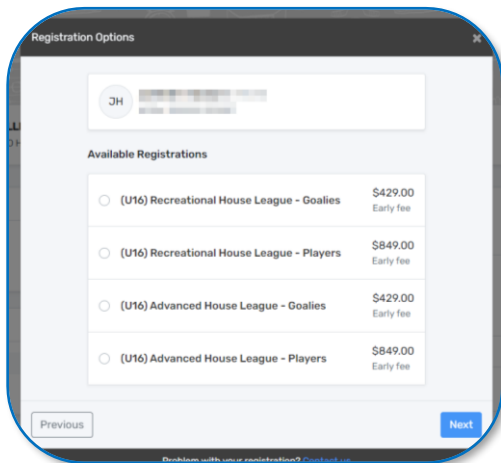 Registration Options
JH
Available Registrations
(U16) Recreational House League - Goalies
$429.00
Early fee
(U16) Recreational House League - Players
$849.00
Early fee
(U16) Advanced House League - Goalies
$429.00
Early fee
(U16) Advanced House League - Players
$849.00
Early fee
Previous
Next
Problem with your registration? Contact us